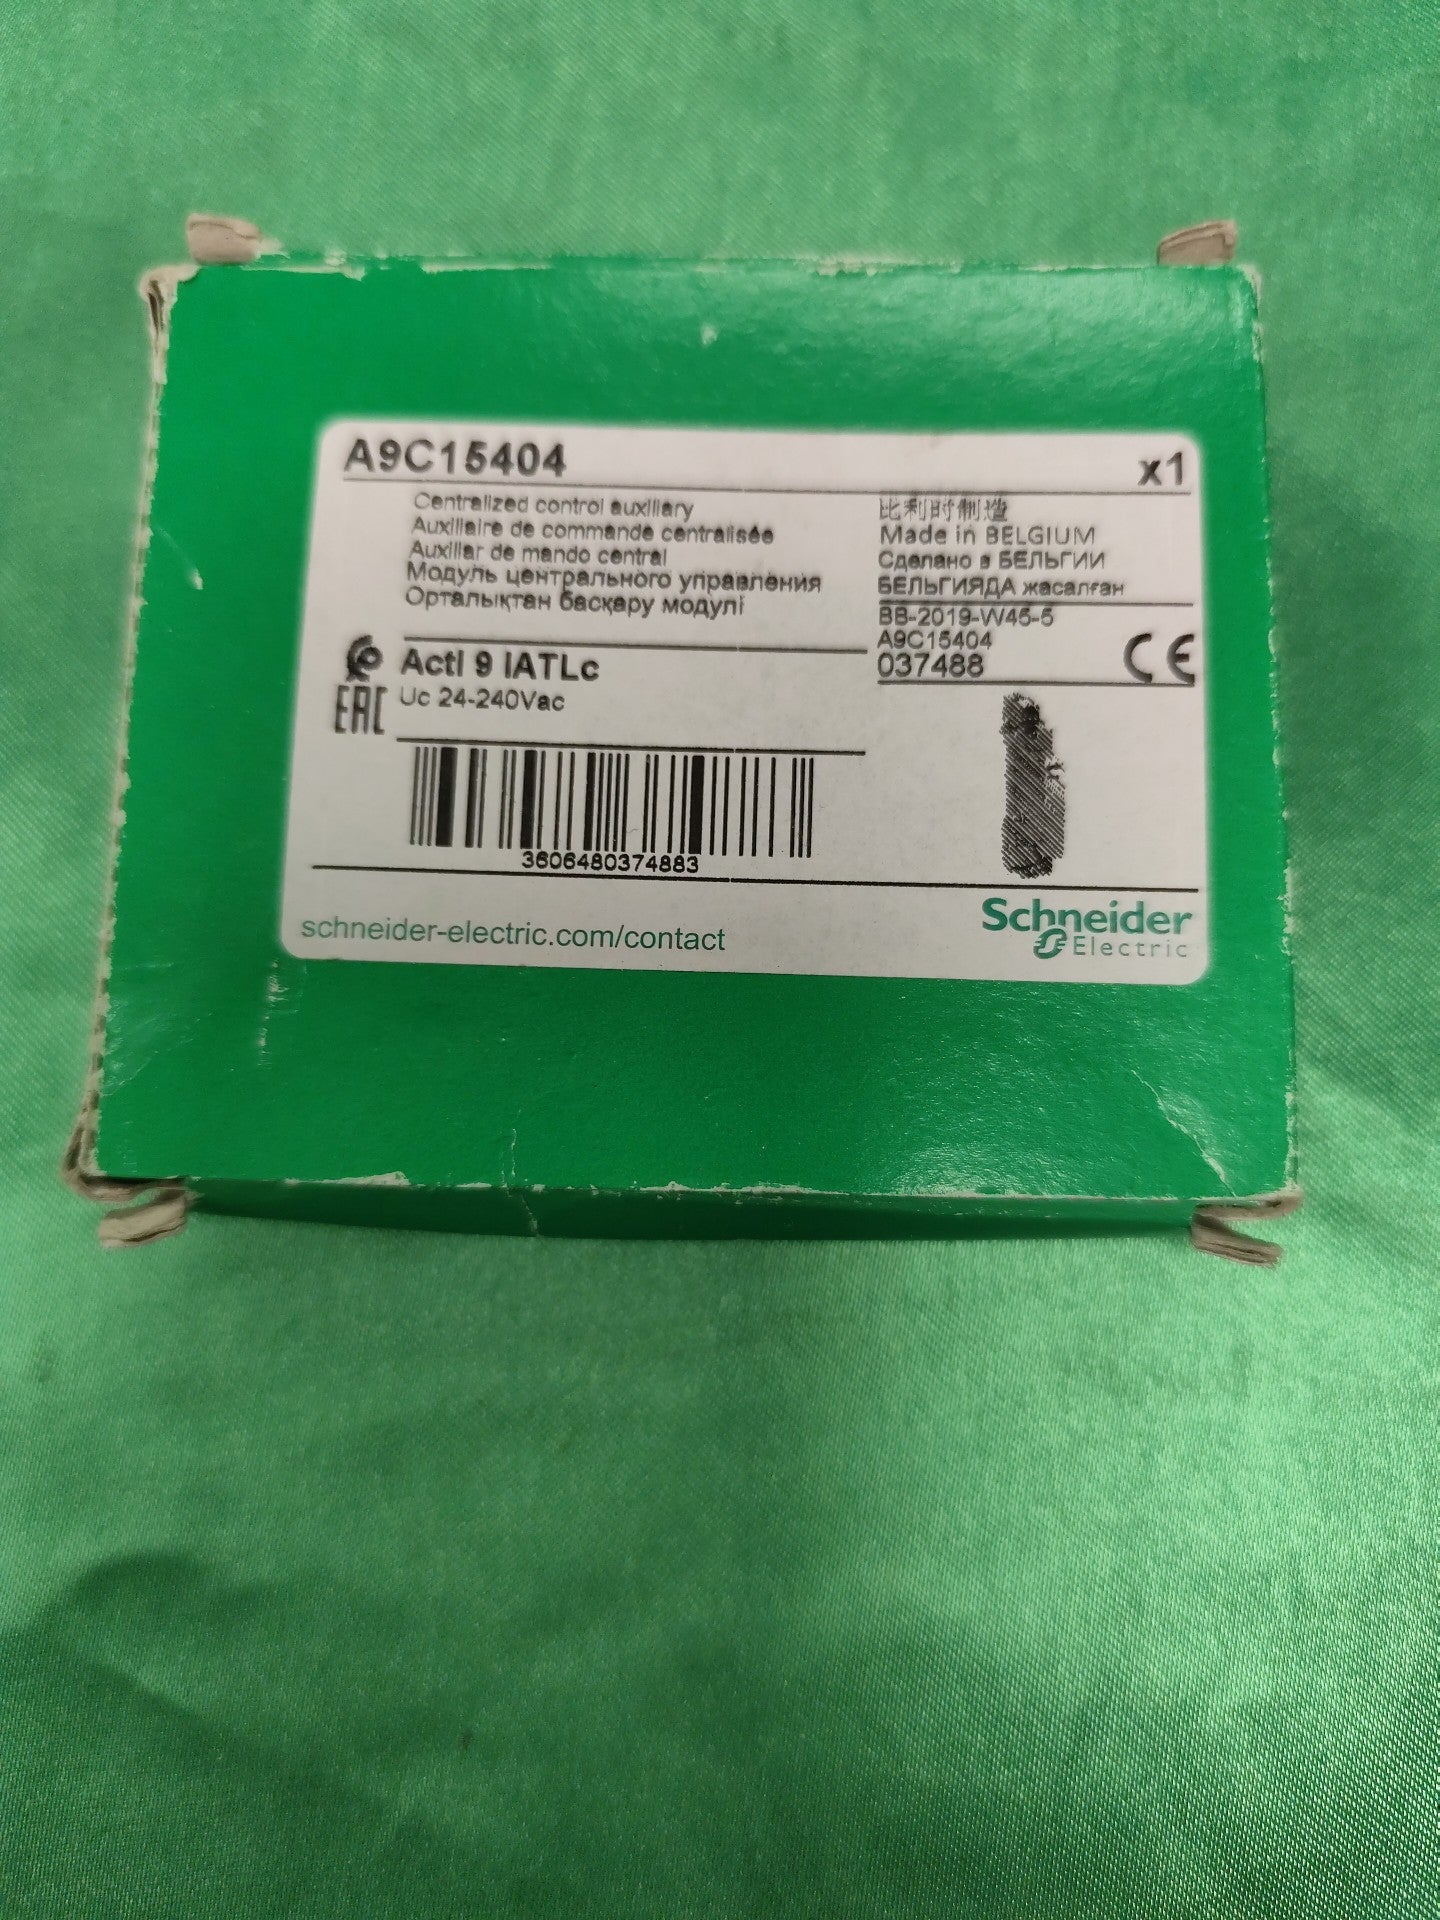 A9C15404
x1
Centralized control auxiliary
Auxiliaire de commande centralisée
Auxiliar de mando central
Модуль центрального управления
Орталықтан басқару модулі
比利时制造
Made in BELGIUM
Сделано в БЕЛЬГИИ
БЕЛЬГИЯДА жасалған
BB-2019-W45-5
A9C15404
037488
CE
EAC
Acti 9 iATLc
Uc 24-240Vac
3606480374883
schneider-electric.com/contact
Schneider
Electric